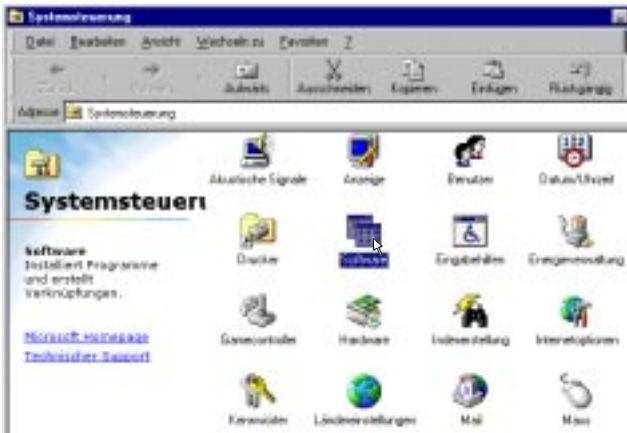 Systemsteuerung
Datei Bearbeiten Ansicht Wechseln zu Favoriten ?
Aufwärts Ausschneiden Kopieren Einfügen Rückgängig
Adresse Systemsteuerung
Systemsteueru
Akustische Signale Anzeige Benutzer Datum/Uhrzeit
Software
Installiert Programme
und erstellt
Verknüpfungen.
Drucker Software Eingabehilfen Energieverwaltung
Microsoft Homepage
Technischer Support
Gamecontroller Hardware Indexerstellung Internetoptionen
Kennwörter Ländereinstellungen Mail Maus